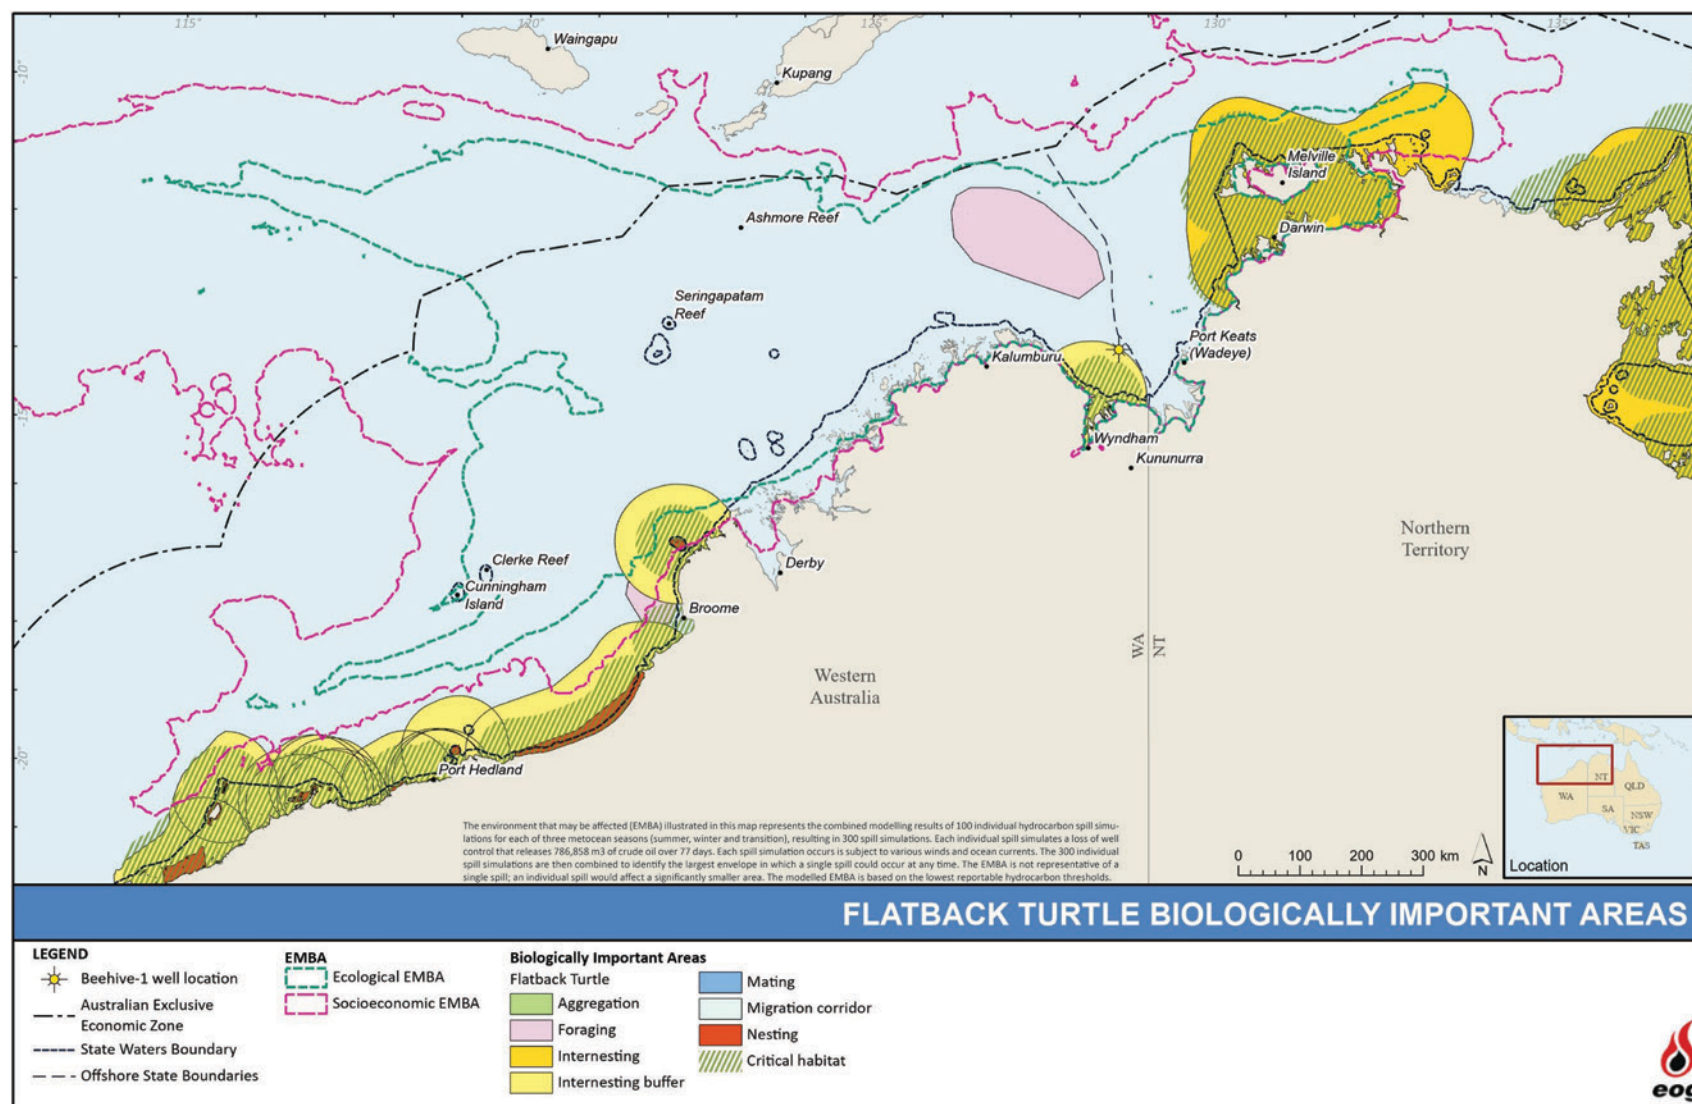 115°
120°
125°
130°
135°
-10°
-15°
-20°
Waingapu
Kupang
Melville
Island
Ashmore Reef
Darwin
Seringapatam
Reef
Port Keats
(Wadeye)
Kalumburu
Wyndham
Kununurra
Northern
Territory
Clerke Reef
Cunningham
Island
Derby
Broome
WA
NT
Western
Australia
Port Hedland
The environment that may be affected (EMBA) illustrated in this map represents the combined modelling results of 100 individual hydrocarbon spill simu-
lations for each of three metocean seasons (summer, winter and transition), resulting in 300 spill simulations. Each individual spill simulates a loss of well
control that releases 786,858 m3 of crude oil over 77 days. Each spill simulation occurs is subject to various winds and ocean currents. The 300 individual
spill simulations are then combined to identify the largest envelope in which a single spill could occur at any time. The EMBA is not representative of a
single spill; an individual spill would affect a significantly smaller area. The modelled EMBA is based on the lowest reportable hydrocarbon thresholds.
0 100 200 300 km
N
NT
WA
QLD
SA
NSW
VIC
TAS
Location
FLATBACK TURTLE BIOLOGICALLY IMPORTANT AREAS
LEGEND
Beehive-1 well location
Australian Exclusive
Economic Zone
State Waters Boundary
Offshore State Boundaries
EMBA
Ecological EMBA
Socioeconomic EMBA
Biologically Important Areas
Flatback Turtle
Aggregation
Foraging
Internesting
Internesting buffer
Mating
Migration corridor
Nesting
Critical habitat
eog